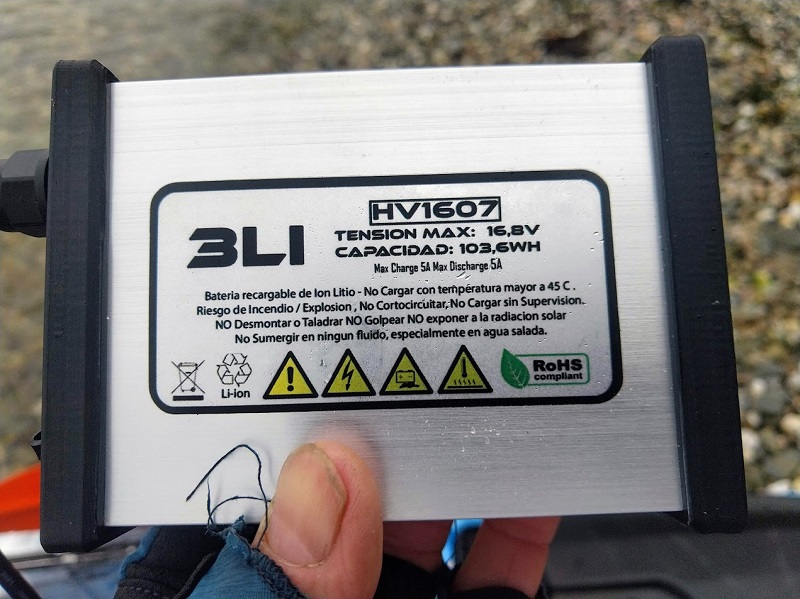 3LI
HV1607
TENSION MAX: 16,8V
CAPACIDAD: 103,6WH
Max Charge 5A Max Discharge 5A
Bateria recargable de Ion Litio - No Cargar con temperatura mayor a 45 C .
Riesgo de Incendio / Explosion , No Cortocircuitar, No Cargar sin Supervision.
NO Desmontar o Taladrar NO Golpear NO exponer a la radiacion solar
No Sumergir en ningun fluido, especialmente en agua salada.
Li-ion
RoHS
compliant